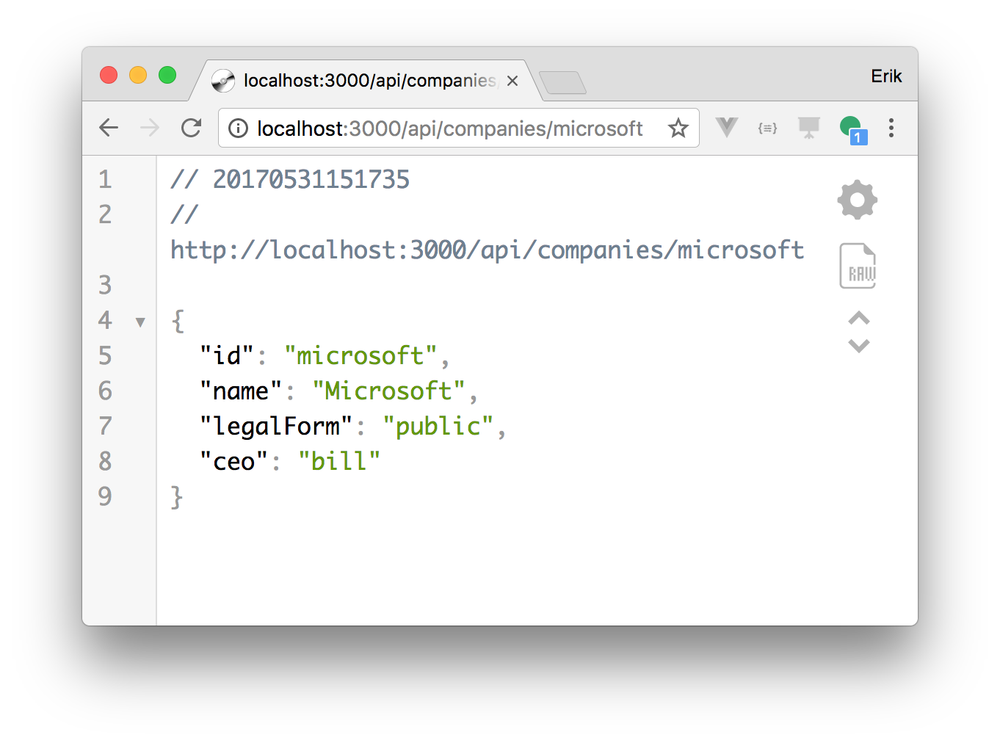 localhost:3000/api/companies
Erik
localhost:3000/api/companies/microsoft
1
1 // 20170531151735
2 //
http://localhost:3000/api/companies/microsoft
RAW
3
4 {
5 "id": "microsoft",
6 "name": "Microsoft",
7 "legalForm": "public",
8 "ceo": "bill"
9 }